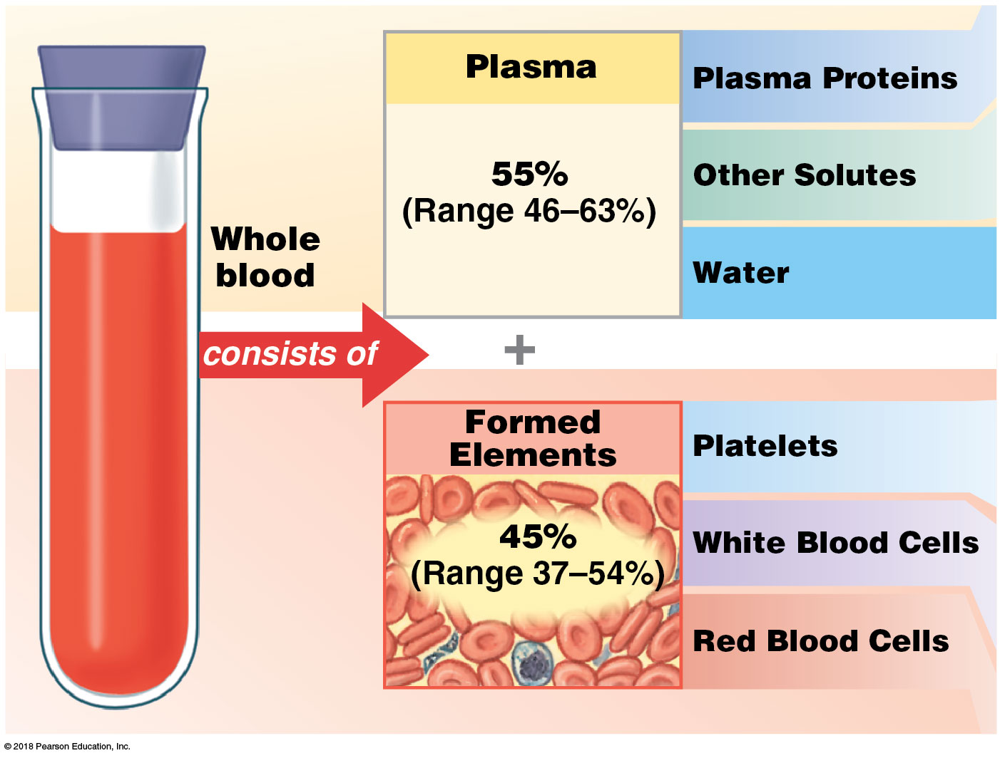 Whole
blood
consists of
Plasma
55%
(Range 46–63%)
Plasma Proteins
Other Solutes
Water
+
Formed
Elements
45%
(Range 37–54%)
Platelets
White Blood Cells
Red Blood Cells
© 2018 Pearson Education, Inc.